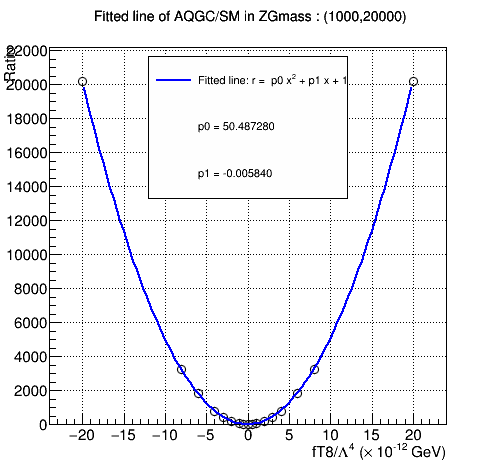 Fitted line of AQGC/SM in ZGmass : (1000,20000)
Ratio
22000
20000
18000
16000
14000
12000
10000
8000
6000
4000
2000
0
Fitted line: r = p0 x² + p1 x + 1
p0 = 50.487280
p1 = -0.005840
−20 −15 −10 −5 0 5 10 15 20
fT8/Λ⁴ (× 10⁻¹² GeV)